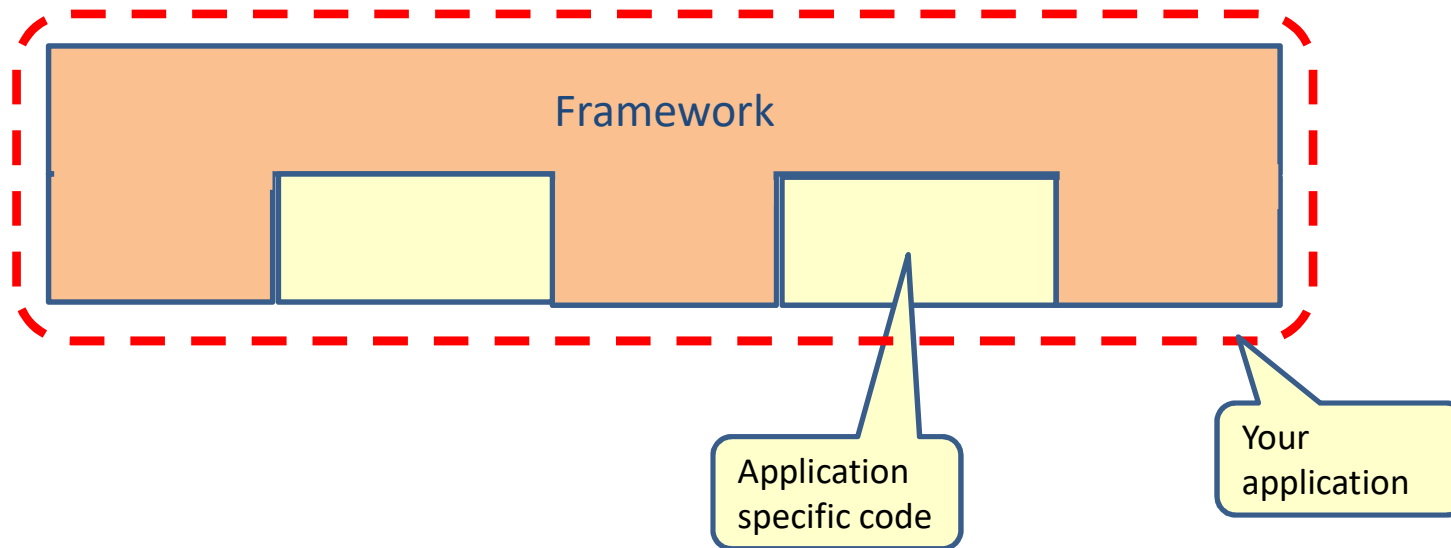 Framework
Application
specific code
Your
application